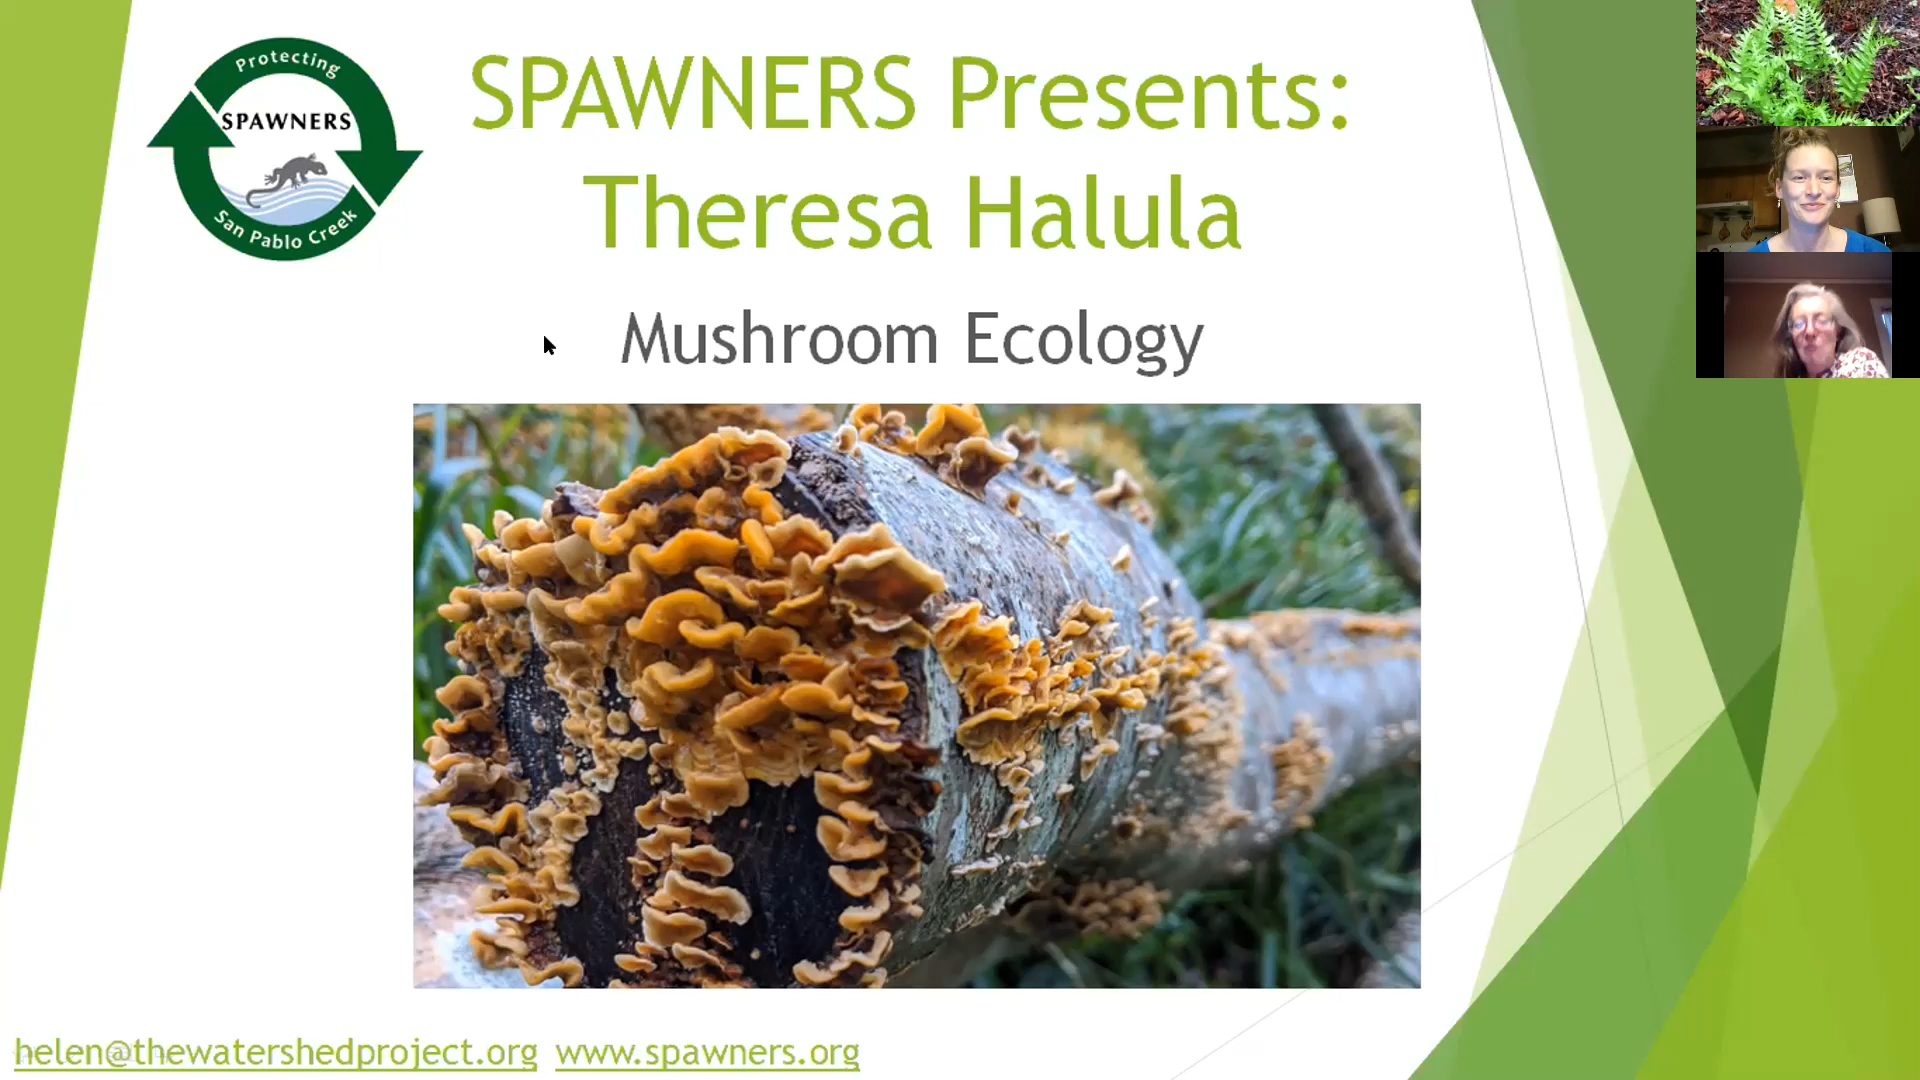 Protecting
SPAWNERS
San Pablo Creek
SPAWNERS Presents:
Theresa Halula
Mushroom Ecology
helen@thewatershedproject.org www.spawners.org